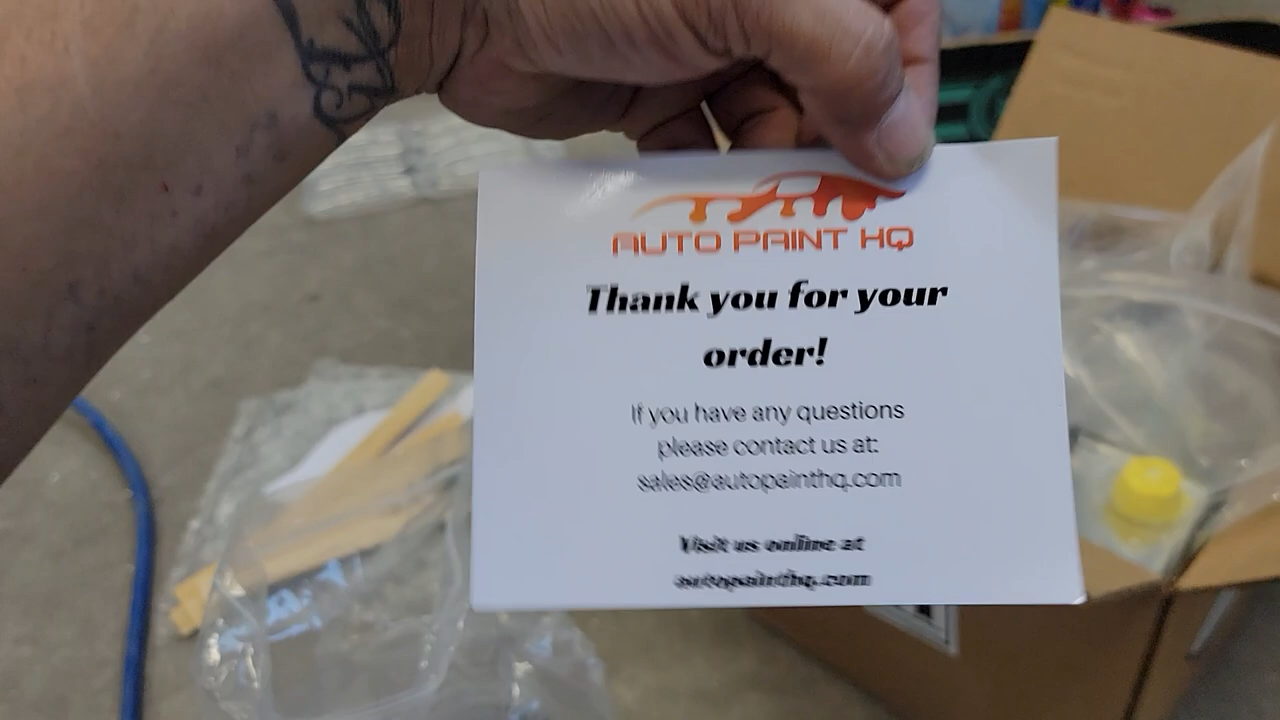 AUTO PAINT HQ
Thank you for your
order!
If you have any questions
please contact us at:
sales@autopainthq.com
Visit us online at
autopainthq.com